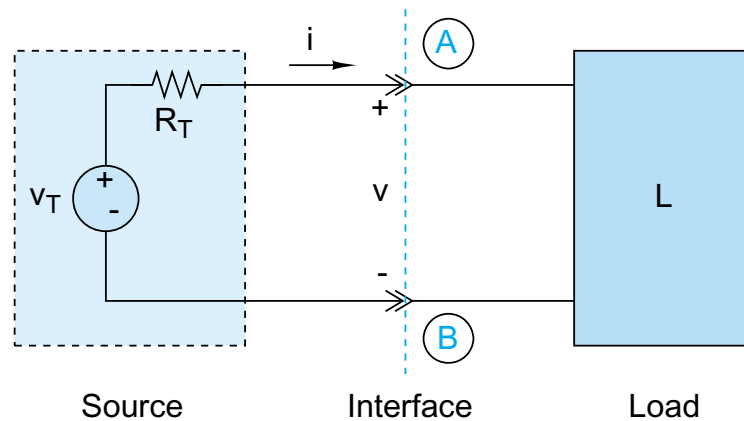 i
A
R_T
+
v_T
+
-
v
L
-
B
Source
Interface
Load